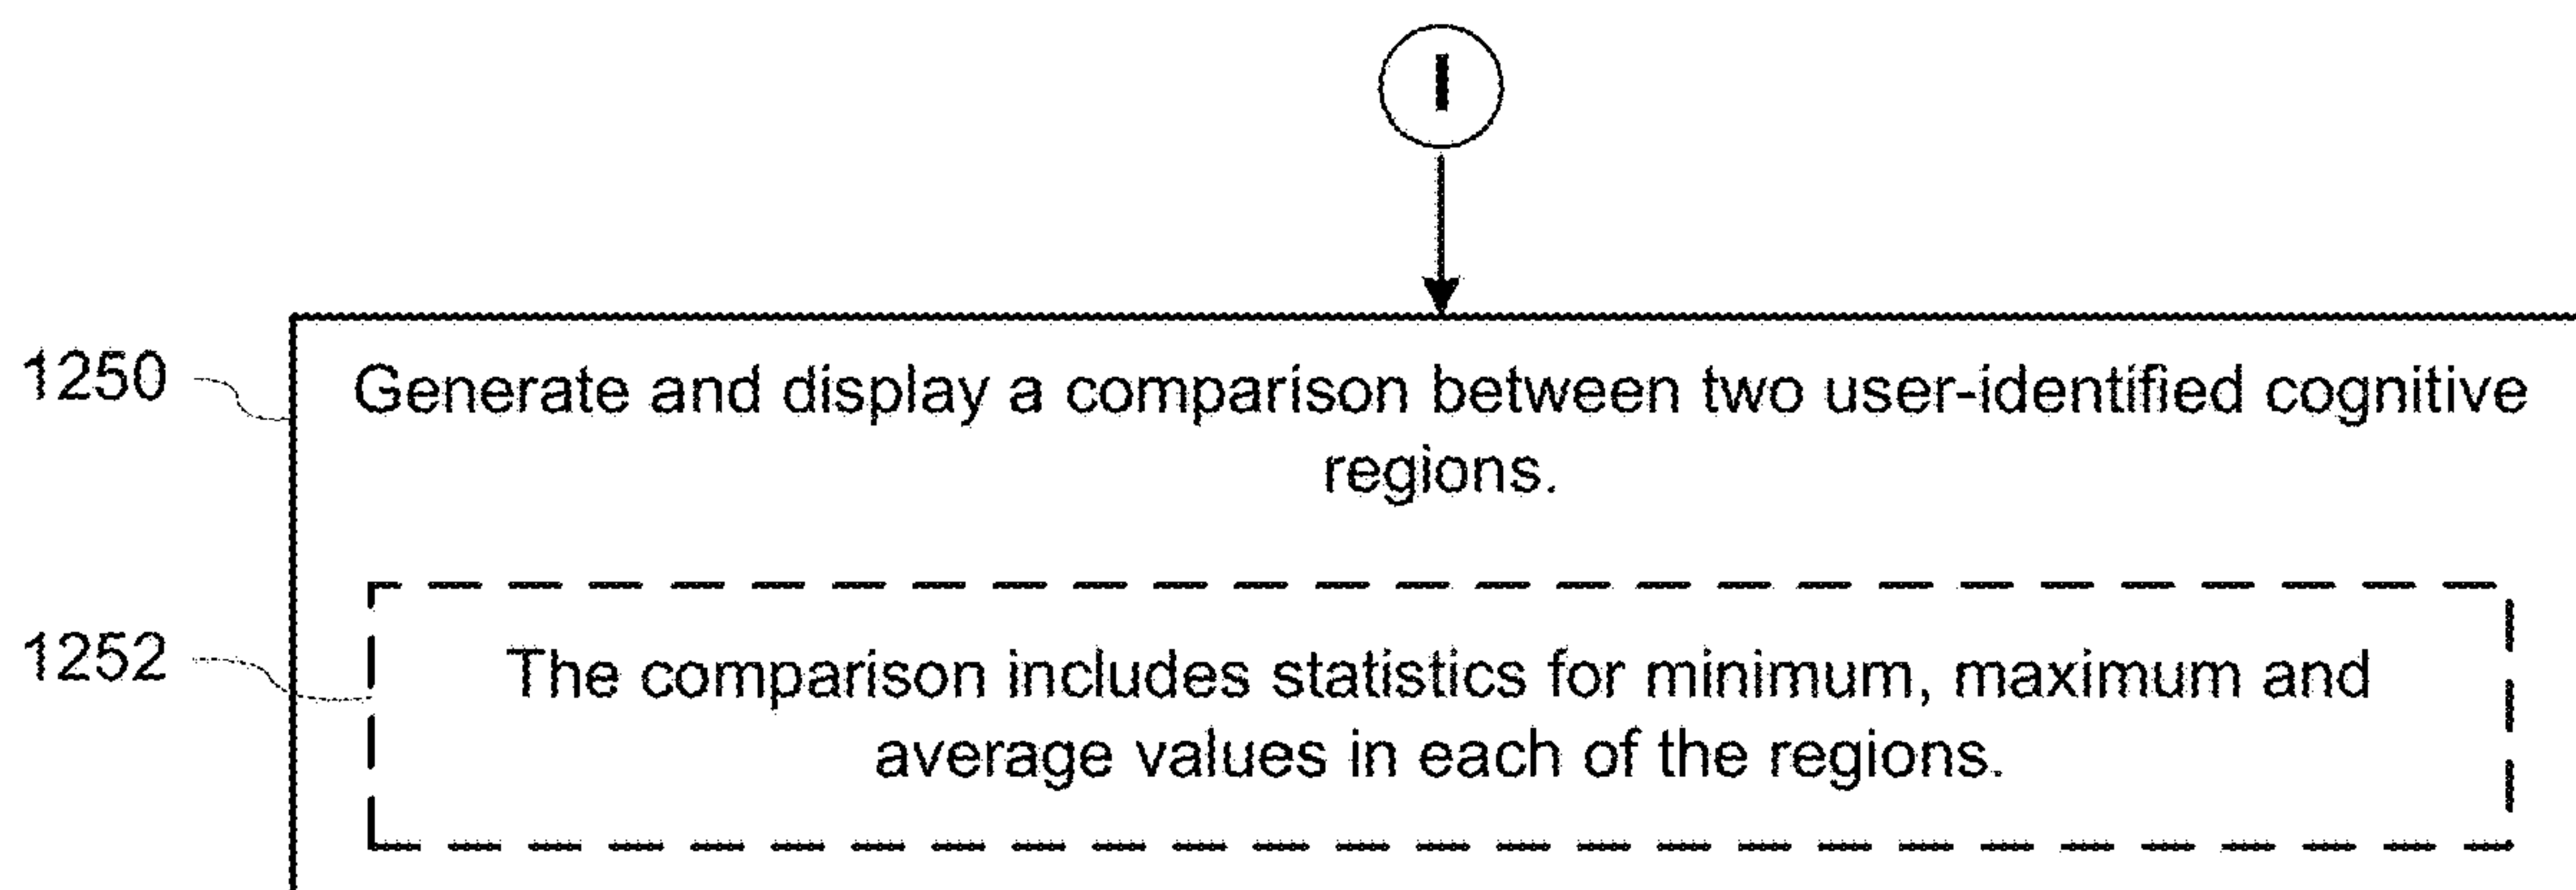 I
1250
Generate and display a comparison between two user-identified cognitive
regions.
1252
The comparison includes statistics for minimum, maximum and
average values in each of the regions.